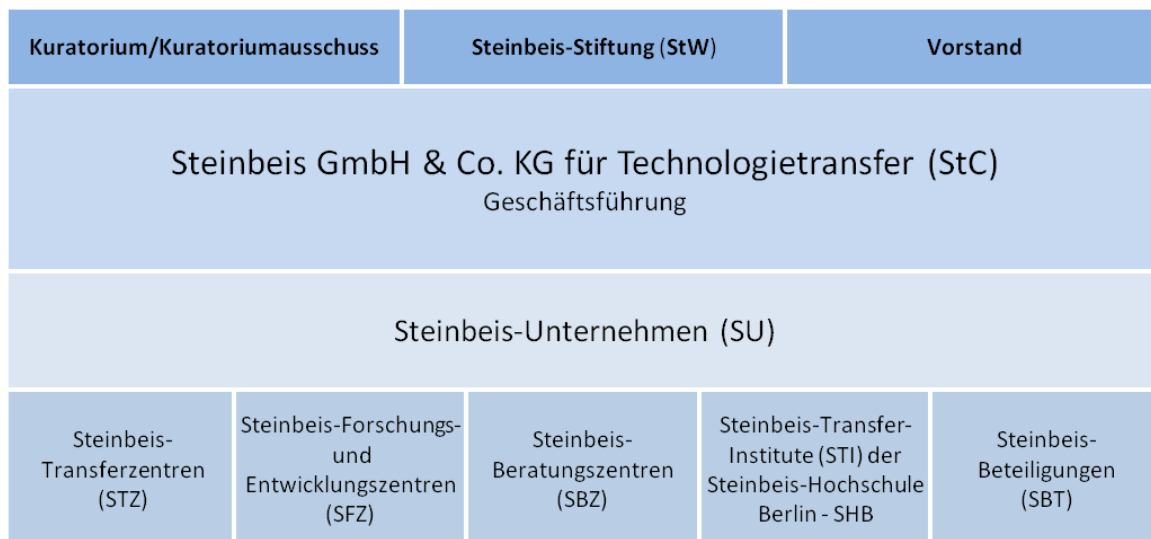 Kuratorium/Kuratoriumausschuss
Steinbeis-Stiftung (StW)
Vorstand
Steinbeis GmbH & Co. KG für Technologietransfer (StC)
Geschäftsführung
Steinbeis-Unternehmen (SU)
Steinbeis-
Transferzentren
(STZ)
Steinbeis-Forschungs-
und
Entwicklungszentren
(SFZ)
Steinbeis-
Beratungszentren
(SBZ)
Steinbeis-Transfer-
Institute (STI) der
Steinbeis-Hochschule
Berlin - SHB
Steinbeis-
Beteiligungen
(SBT)